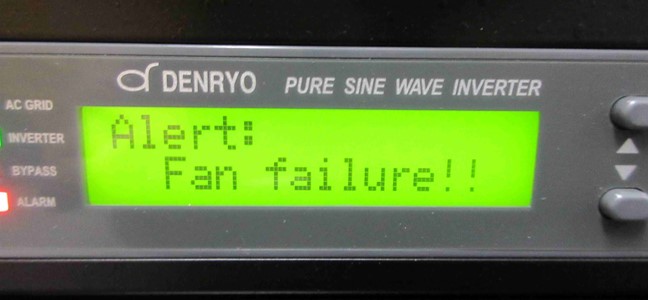 DENRYO PURE SINE WAVE INVERTER
AC GRID
INVERTER
BYPASS
ALARM
Alert:
Fan failure!!